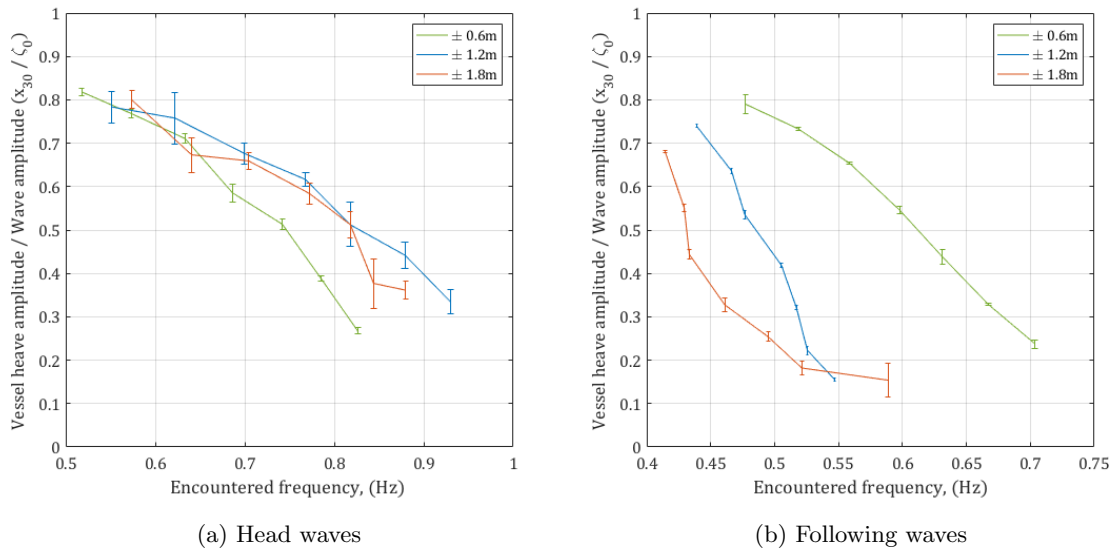 1
0.9
0.8
0.7
0.6
0.5
0.4
0.3
0.2
0.1
0
Vessel heave amplitude / Wave amplitude (x₃₀ / ζ₀)
± 0.6m
± 1.2m
± 1.8m
0.5 0.6 0.7 0.8 0.9 1
Encountered frequency, (Hz)
(a) Head waves
1
0.9
0.8
0.7
0.6
0.5
0.4
0.3
0.2
0.1
0
Vessel heave amplitude / Wave amplitude (x₃₀ / ζ₀)
± 0.6m
± 1.2m
± 1.8m
0.4 0.45 0.5 0.55 0.6 0.65 0.7 0.75
Encountered frequency, (Hz)
(b) Following waves